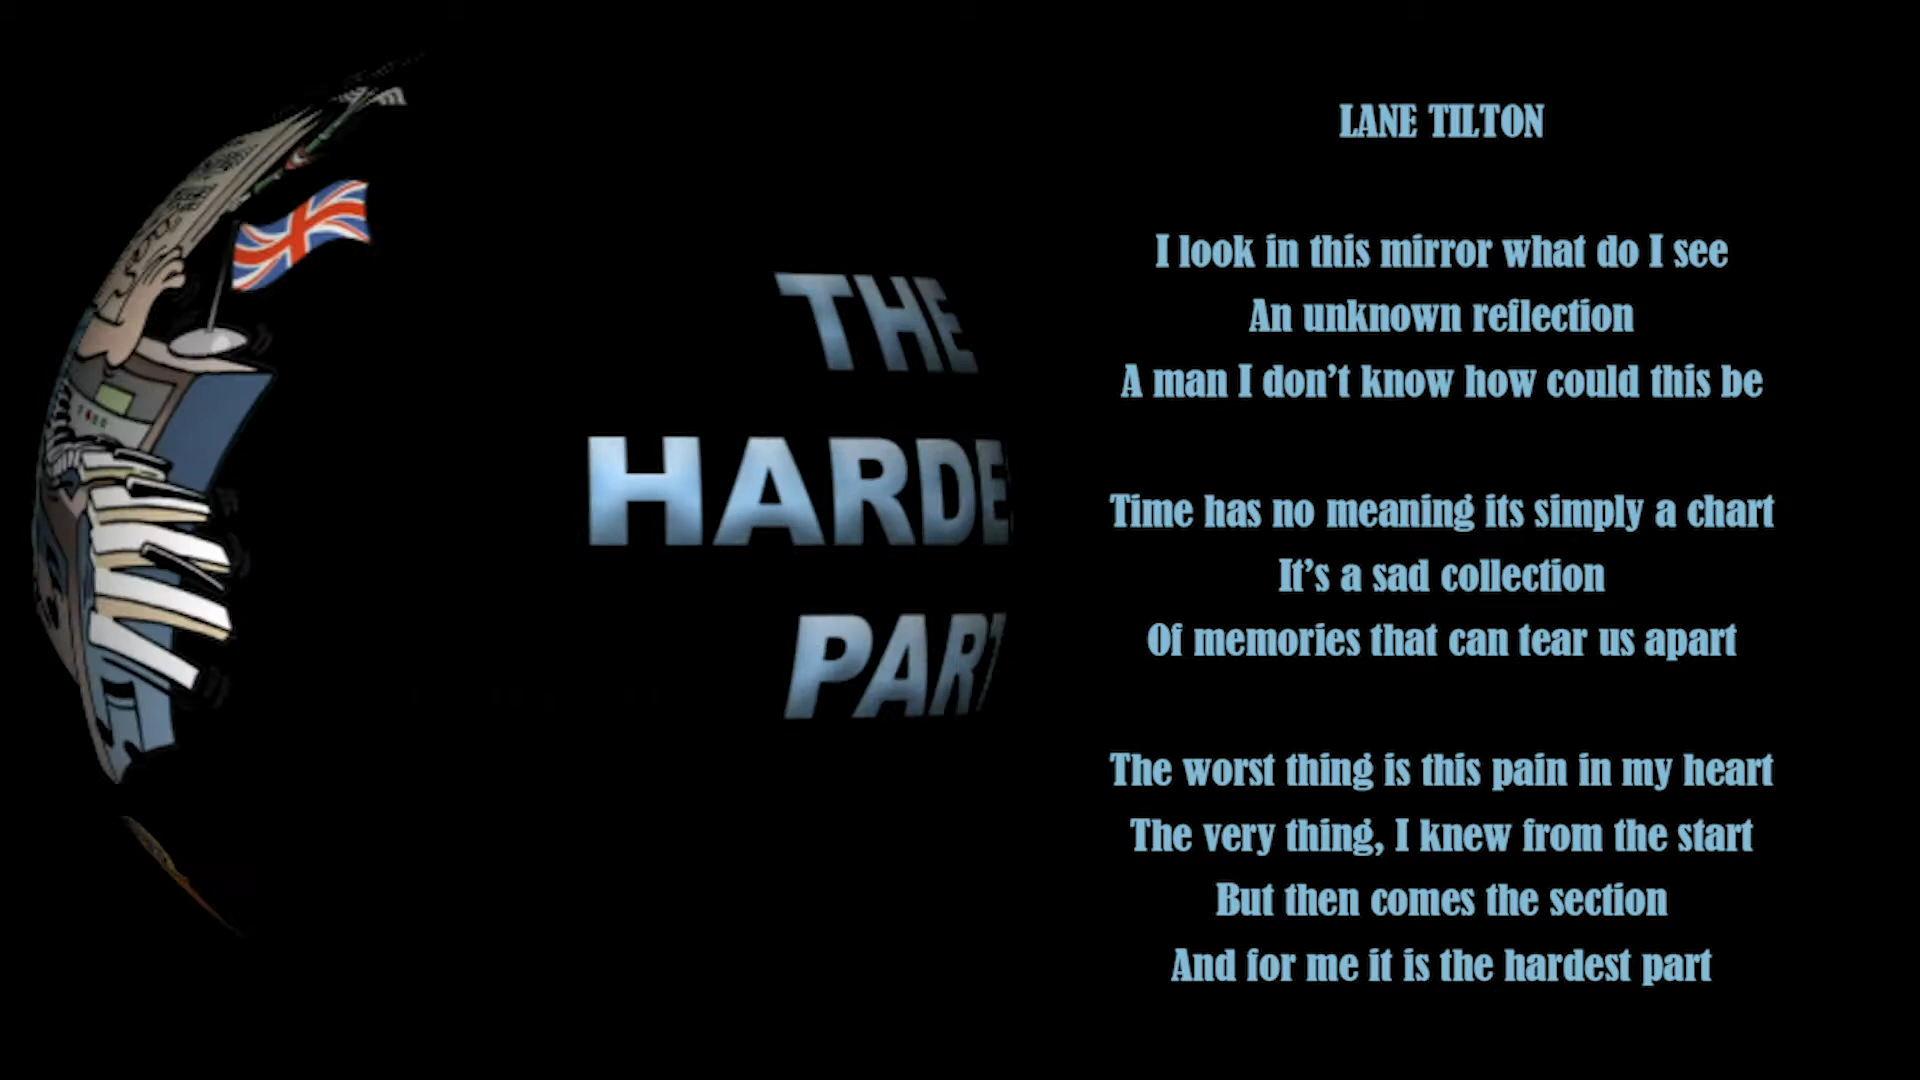 THE
HARDE
PART
LANE TILTON
I look in this mirror what do I see
An unknown reflection
A man I don’t know how could this be
Time has no meaning its simply a chart
It’s a sad collection
Of memories that can tear us apart
The worst thing is this pain in my heart
The very thing, I knew from the start
But then comes the section
And for me it is the hardest part